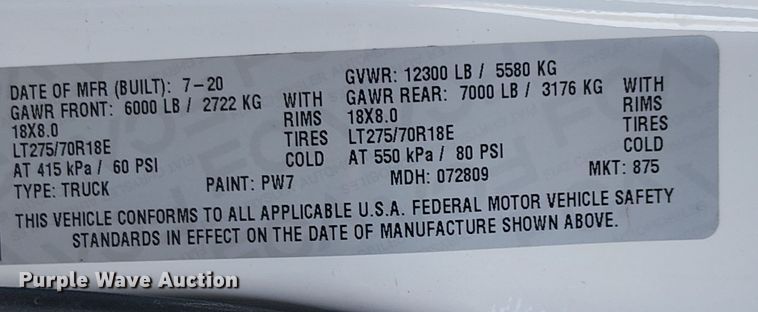 DATE OF MFR (BUILT): 7-20
GVWR: 12300 LB / 5580 KG
GAWR FRONT: 6000 LB / 2722 KG WITH
GAWR REAR: 7000 LB / 3176 KG WITH
18X8.0 RIMS
18X8.0 RIMS
LT275/70R18E TIRES
LT275/70R18E TIRES
AT 415 kPa / 60 PSI COLD
AT 550 kPa / 80 PSI COLD
TYPE: TRUCK PAINT: PW7 MDH: 072809 MKT: 875
THIS VEHICLE CONFORMS TO ALL APPLICABLE U.S.A. FEDERAL MOTOR VEHICLE SAFETY
STANDARDS IN EFFECT ON THE DATE OF MANUFACTURE SHOWN ABOVE.
Purple Wave Auction